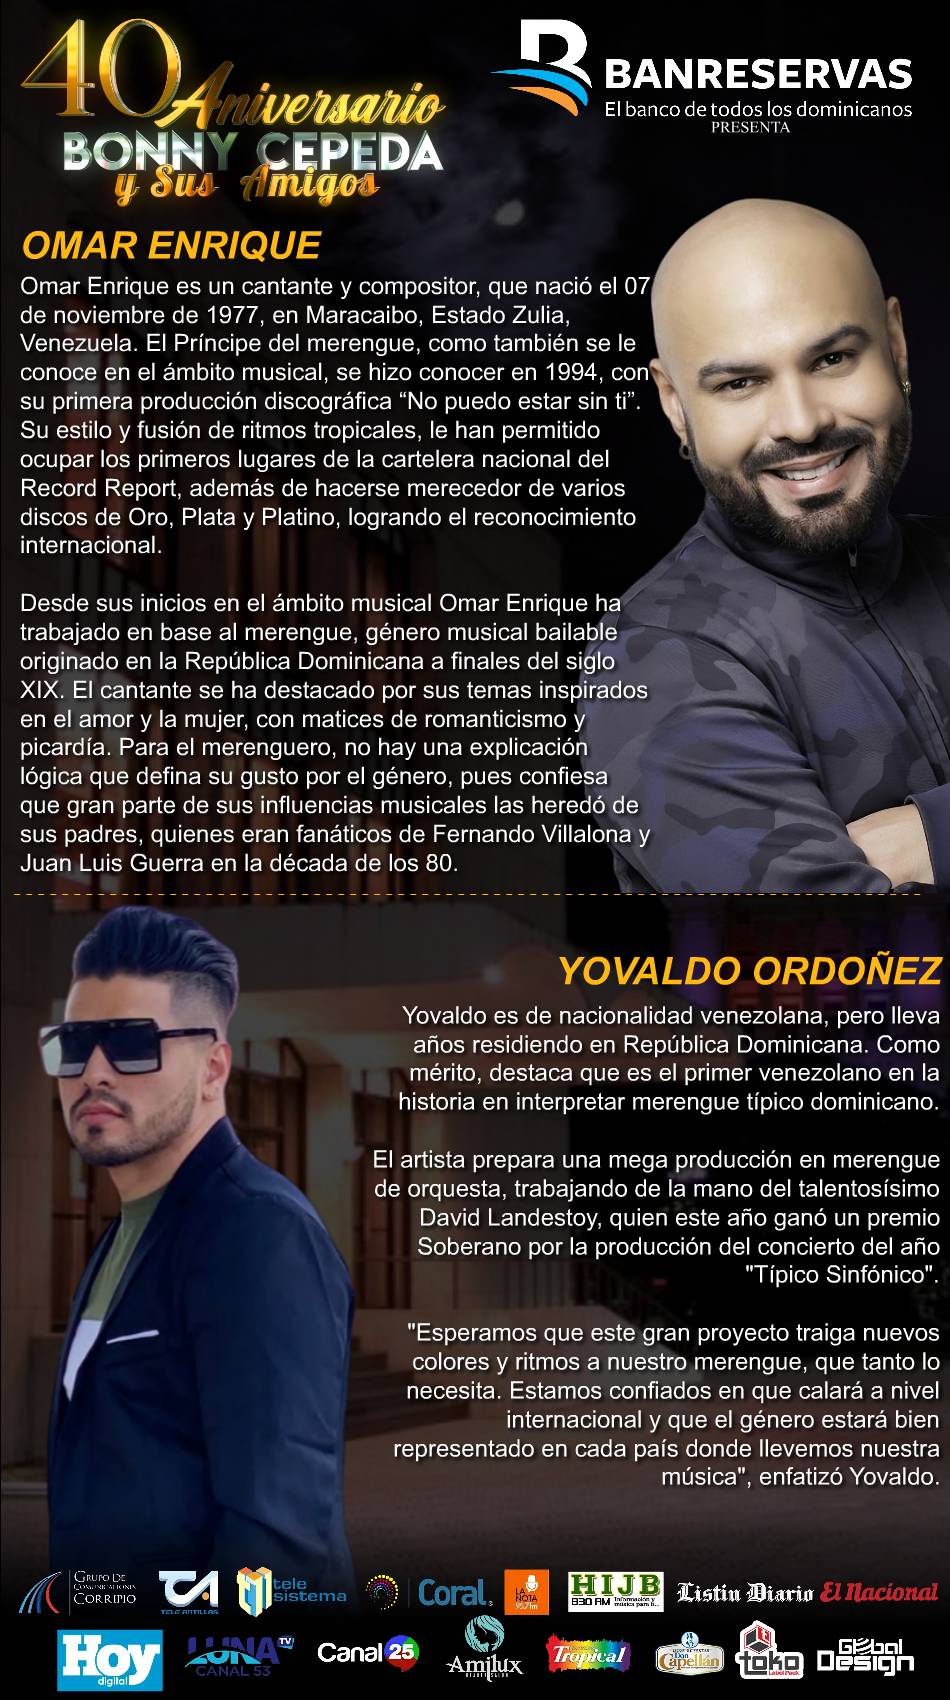 40 Aniversario
BONNY CEPEDA
y Sus Amigos
BANRESERVAS
El banco de todos los dominicanos
PRESENTA
OMAR ENRIQUE
Omar Enrique es un cantante y compositor, que nació el 07
de noviembre de 1977, en Maracaibo, Estado Zulia,
Venezuela. El Príncipe del merengue, como también se le
conoce en el ámbito musical, se hizo conocer en 1994, con
su primera producción discográfica “No puedo estar sin ti”.
Su estilo y fusión de ritmos tropicales, le han permitido
ocupar los primeros lugares de la cartelera nacional del
Record Report, además de hacerse merecedor de varios
discos de Oro, Plata y Platino, logrando el reconocimiento
internacional.
Desde sus inicios en el ámbito musical Omar Enrique ha
trabajado en base al merengue, género musical bailable
originado en la República Dominicana a finales del siglo
XIX. El cantante se ha destacado por sus temas inspirados
en el amor y la mujer, con matices de romanticismo y
picardía. Para el merenguero, no hay una explicación
lógica que defina su gusto por el género, pues confiesa
que gran parte de sus influencias musicales las heredó de
sus padres, quienes eran fanáticos de Fernando Villalona y
Juan Luis Guerra en la década de los 80.
YOVALDO ORDOÑEZ
Yovaldo es de nacionalidad venezolana, pero lleva
años residiendo en República Dominicana. Como
mérito, destaca que es el primer venezolano en la
historia en interpretar merengue típico dominicano.
El artista prepara una mega producción en merengue
de orquesta, trabajando de la mano del talentosísimo
David Landestoy, quien este año ganó un premio
Soberano por la producción del concierto del año
"Típico Sinfónico".
"Esperamos que este gran proyecto traiga nuevos
colores y ritmos a nuestro merengue, que tanto lo
necesita. Estamos confiados en que calará a nivel
internacional y que el género estará bien
representado en cada país donde llevemos nuestra
música", enfatizó Yovaldo.
GRUPO DE
COMUNICACIONES
CORRIPIO
TELE ANTILLAS
tele
sistema
Coral
LA
NOTA
95.7fm
HIJB
830 AM
Información y
música para ti...
Listin Diario
El Nacional
Hoy
digital
LUNA TV
CANAL 53
Canal 25
Amilux
Tropical
Don
Capellán
toko
Label Pack
Global
Design